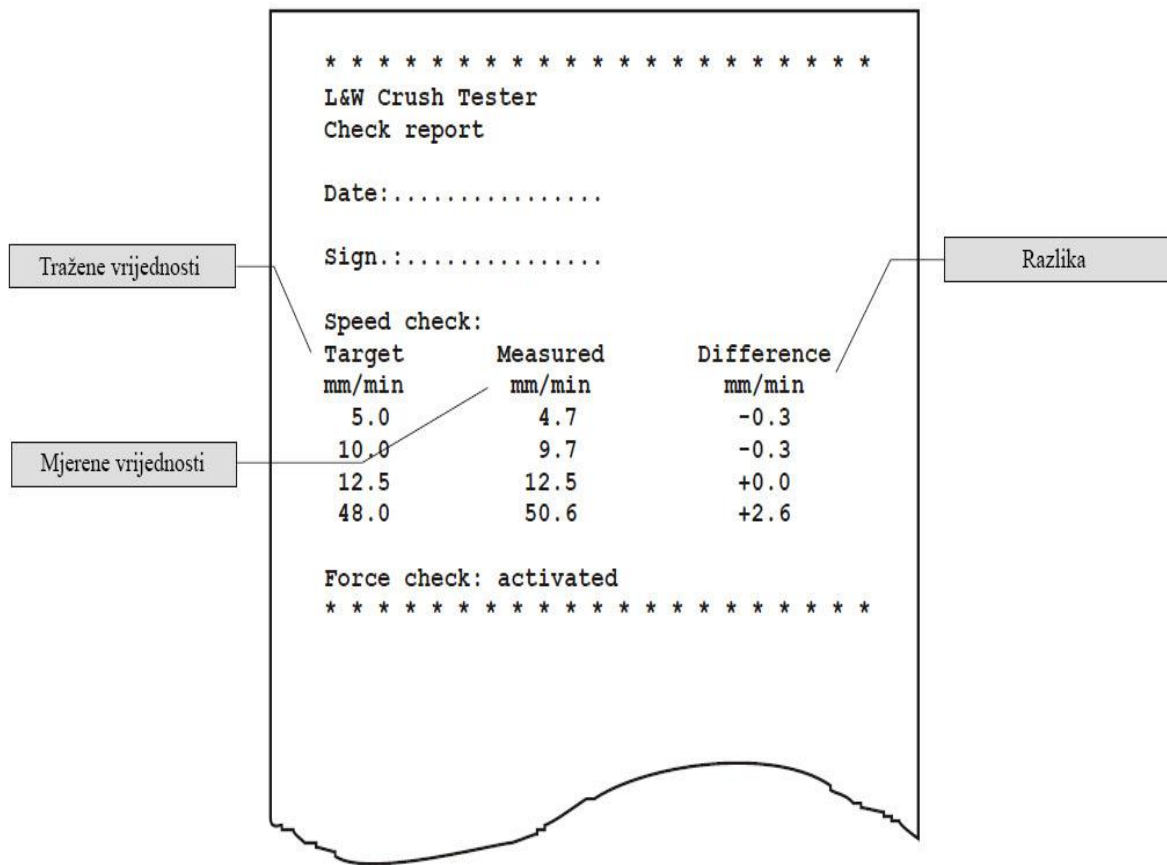 * * * * * * * * * * * * * * * * * * * * *
L&W Crush Tester
Check report
Date:................
Sign.:...............
Tražene vrijednosti
Razlika
Speed check:
Target Measured Difference
mm/min mm/min mm/min
5.0 4.7 -0.3
10.0 9.7 -0.3
Mjerene vrijednosti
12.5 12.5 +0.0
48.0 50.6 +2.6
Force check: activated
* * * * * * * * * * * * * * * * * * * * *